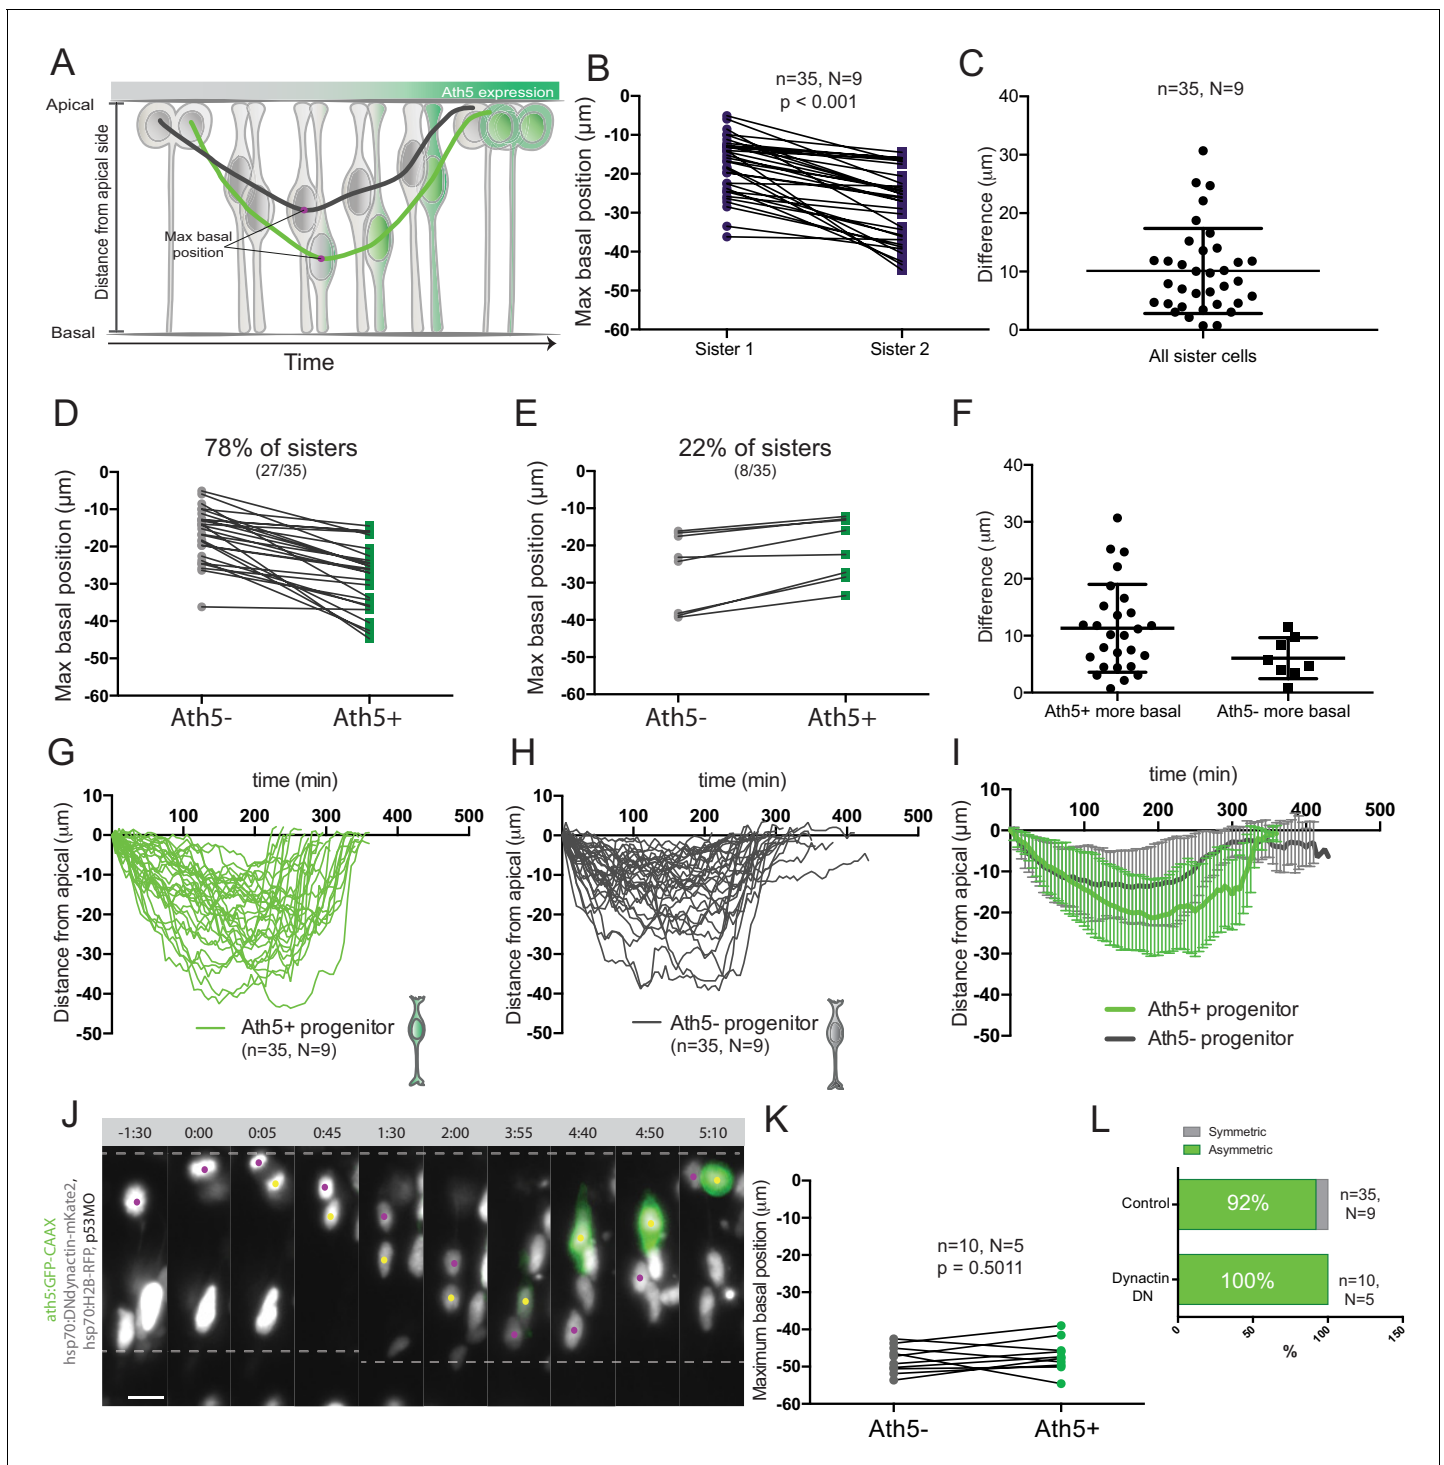 A
Ath5 expression
Apical
Distance from apical side
Max basal
position
Basal
Time
B
n=35, N=9
p < 0.001
Max basal position (µm)
0
-10
-20
-30
-40
-50
-60
Sister 1
Sister 2
C
n=35, N=9
Difference (µm)
40
30
20
10
0
All sister cells
D
78% of sisters
(27/35)
Max basal position (µm)
0
-10
-20
-30
-40
-50
-60
Ath5-
Ath5+
E
22% of sisters
(8/35)
Max basal position (µm)
0
-10
-20
-30
-40
-50
-60
Ath5-
Ath5+
F
Difference (µm)
40
30
20
10
0
Ath5+ more basal
Ath5- more basal
G
time (min)
Distance from apical (µm)
10
0
-10
-20
-30
-40
-50
100
200
300
400
500
Ath5+ progenitor
(n=35, N=9)
H
time (min)
Distance from apical (µm)
10
0
-10
-20
-30
-40
-50
100
200
300
400
500
Ath5- progenitor
(n=35, N=9)
I
time (min)
Distance from apical (µm)
10
0
-10
-20
-30
-40
-50
100
200
300
400
500
Ath5+ progenitor
Ath5- progenitor
J
-1:30
0:00
0:05
0:45
1:30
2:00
3:55
4:40
4:50
5:10
ath5:GFP-CAAX
hsp70:DNdynactin-mKate2,
hsp70:H2B-RFP, p53MO
K
Maximum basal position (µm)
0
-10
-20
-30
-40
-50
-60
n=10, N=5
p = 0.5011
Ath5-
Ath5+
L
Symmetric
Asymmetric
Control
92%
n=35,
N=9
Dynactin
DN
100%
n=10,
N=5
0
50
100
150
%